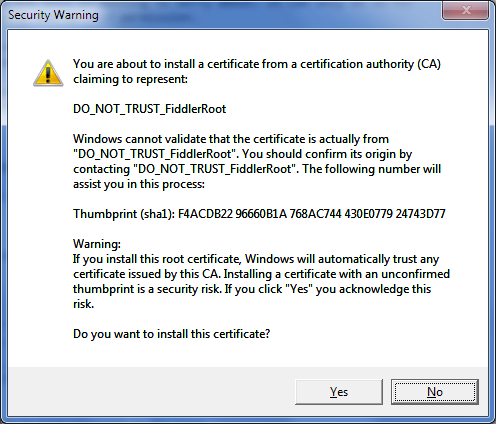 Security Warning
You are about to install a certificate from a certification authority (CA)
claiming to represent:
DO_NOT_TRUST_FiddlerRoot
Windows cannot validate that the certificate is actually from
"DO_NOT_TRUST_FiddlerRoot". You should confirm its origin by
contacting "DO_NOT_TRUST_FiddlerRoot". The following number will
assist you in this process:
Thumbprint (sha1): F4ACDB22 96660B1A 768AC744 430E0779 24743D77
Warning:
If you install this root certificate, Windows will automatically trust any
certificate issued by this CA. Installing a certificate with an unconfirmed
thumbprint is a security risk. If you click "Yes" you acknowledge this
risk.
Do you want to install this certificate?
Yes
No